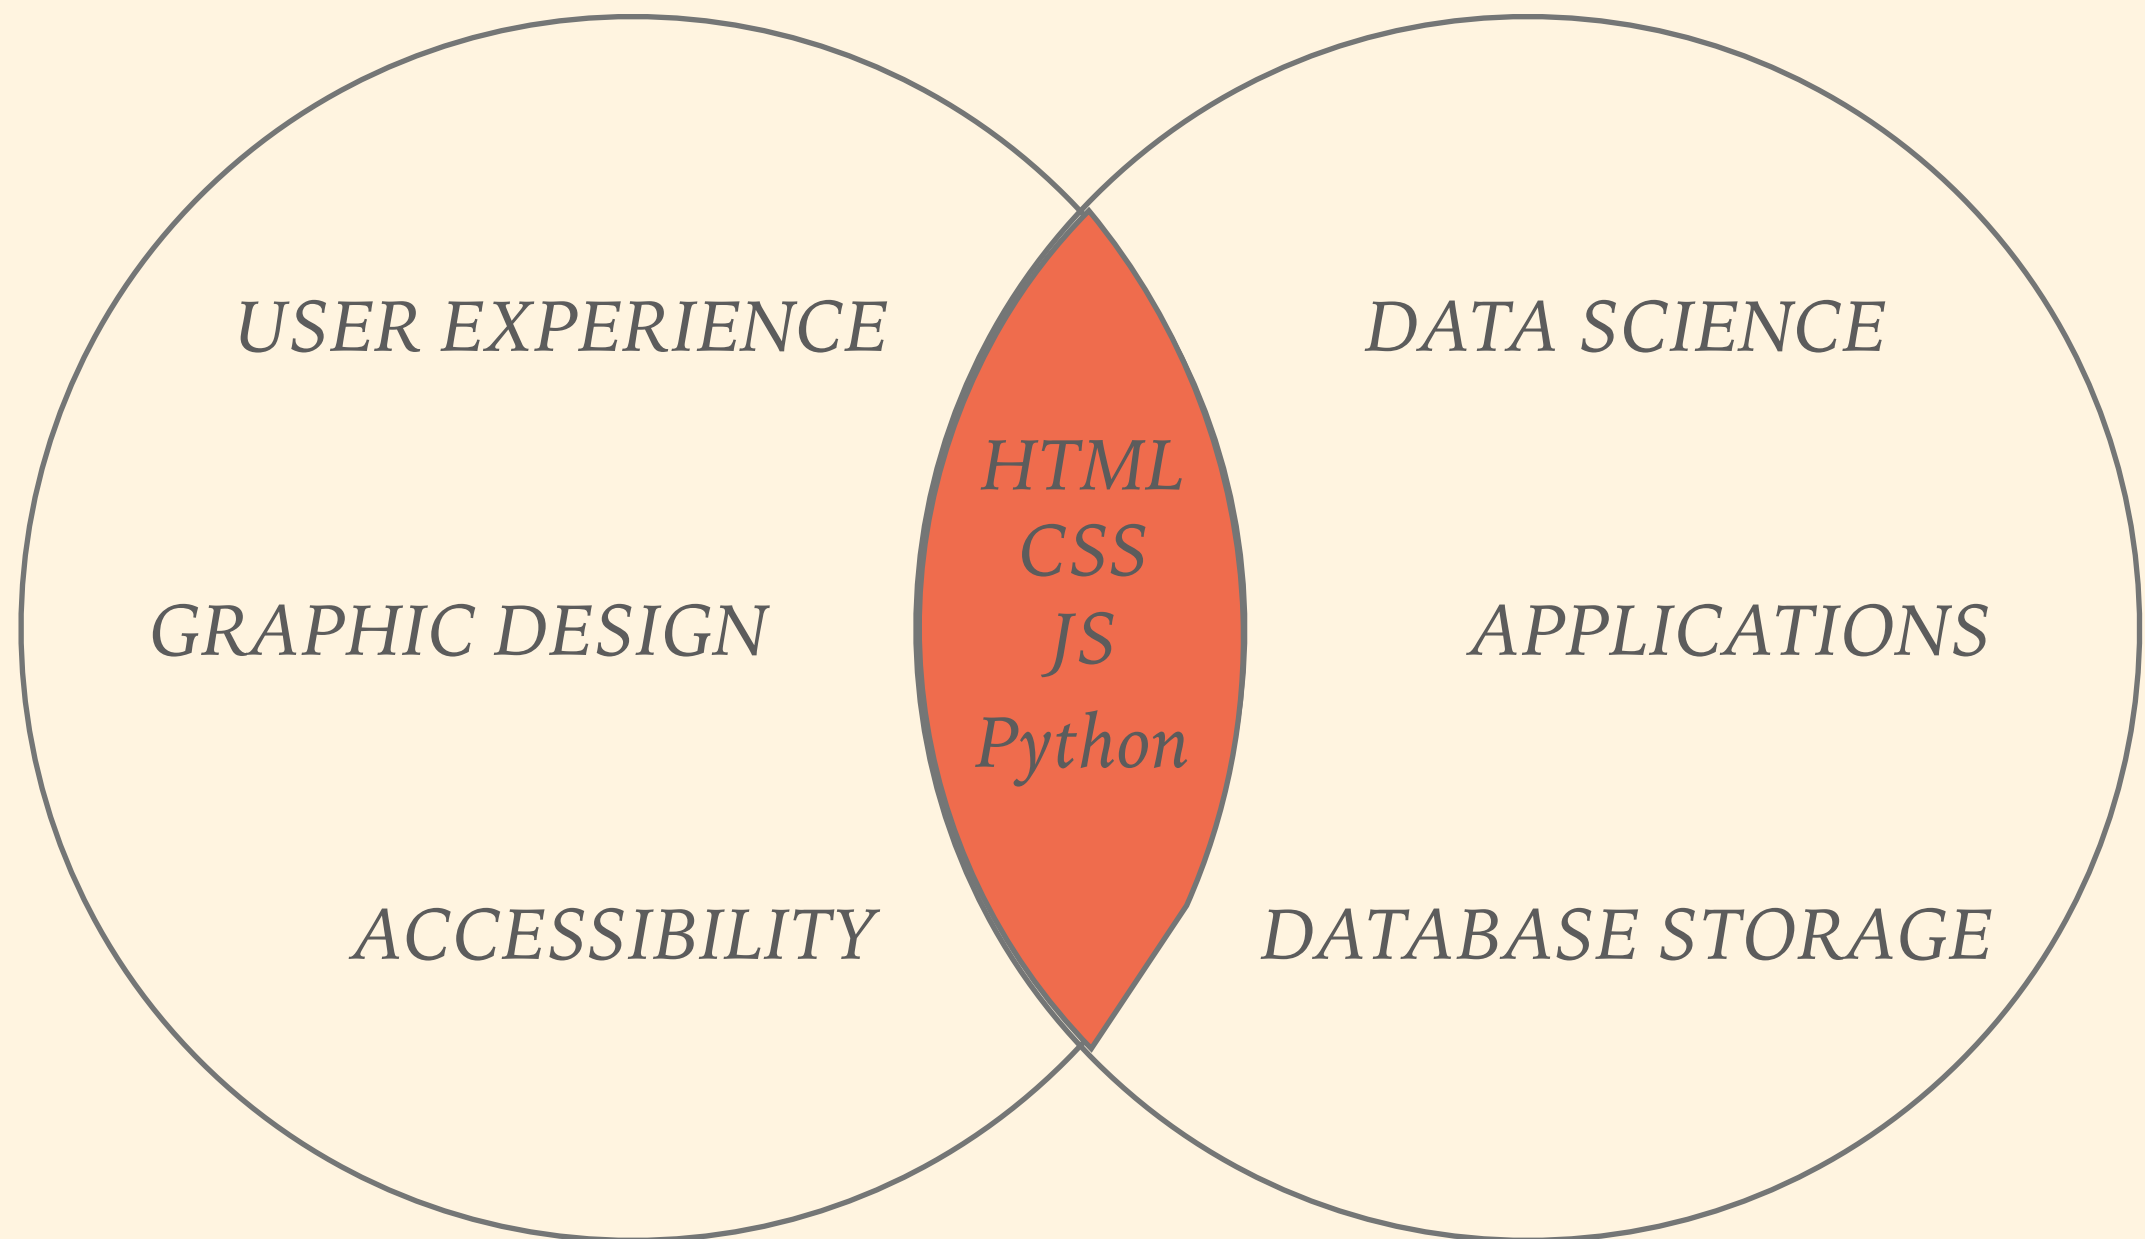 USER EXPERIENCE
GRAPHIC DESIGN
ACCESSIBILITY
HTML
CSS
JS
Python
DATA SCIENCE
APPLICATIONS
DATABASE STORAGE